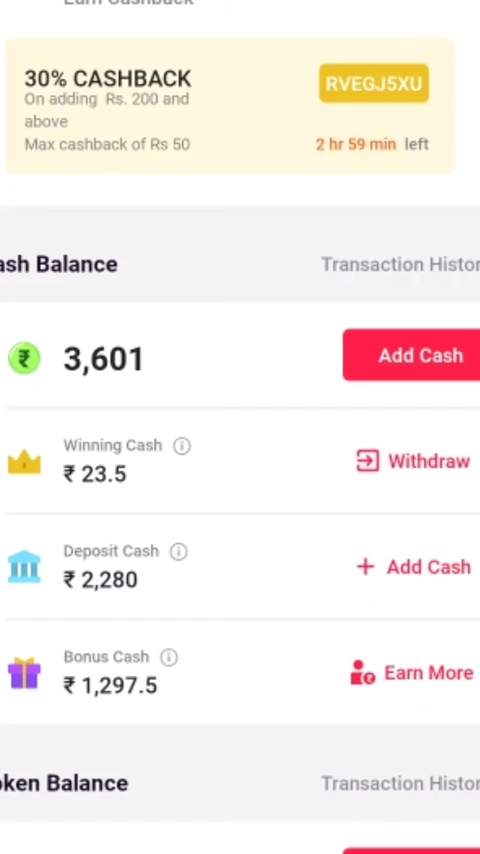 30% CASHBACK
RVEGJ5XU
On adding Rs. 200 and
above
Max cashback of Rs 50
2 hr 59 min left
ash Balance
Transaction Histor
₹ 3,601
Add Cash
Winning Cash
₹ 23.5
Withdraw
Deposit Cash
₹ 2,280
+ Add Cash
Bonus Cash
₹ 1,297.5
Earn More
oken Balance
Transaction Histor